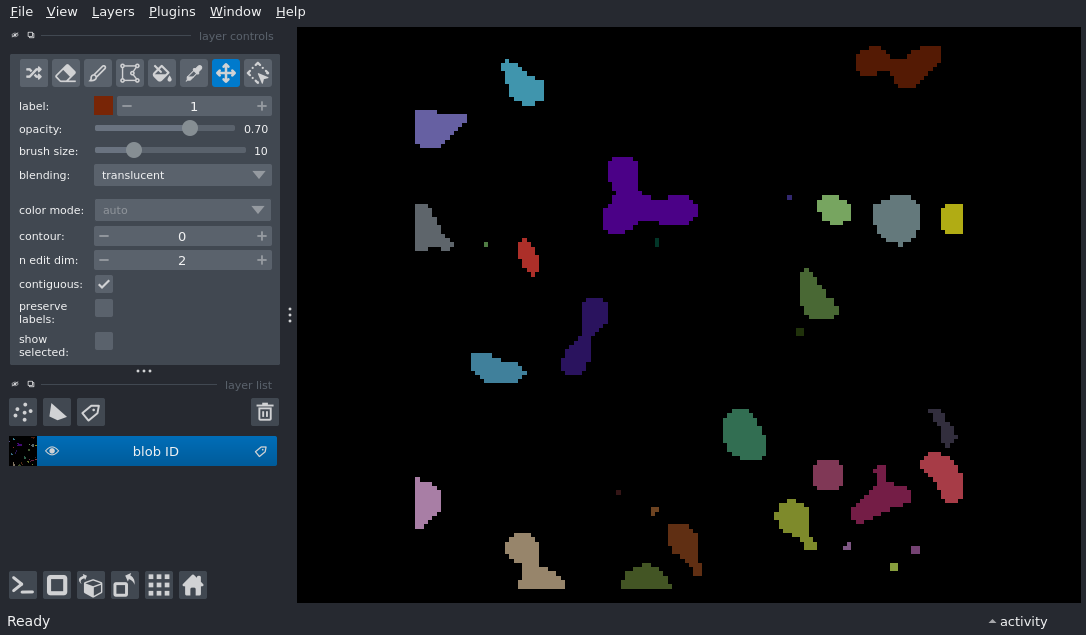 File View Layers Plugins Window Help
layer controls
label: 1
opacity: 0.70
brush size: 10
blending: translucent
color mode: auto
contour: 0
n edit dim: 2
contiguous:
preserve
labels:
show
selected:
layer list
blob ID
Ready
activity